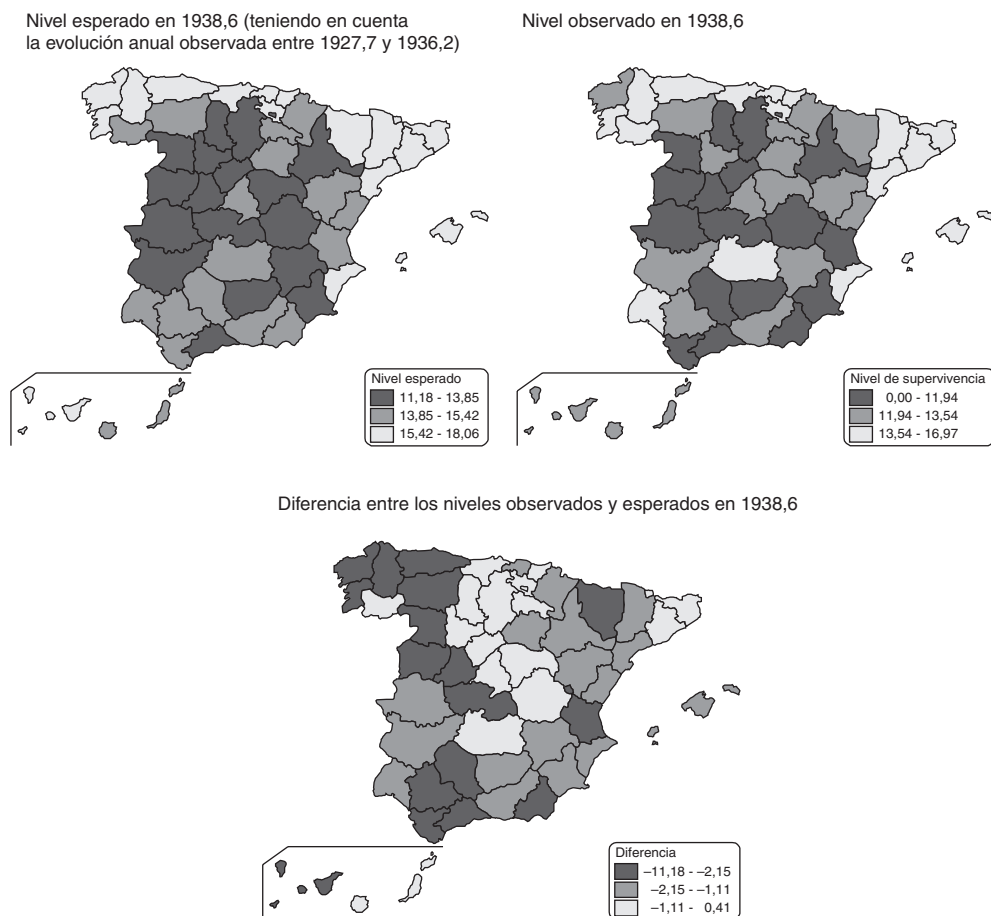 Nivel esperado en 1938,6 (teniendo en cuenta
la evolución anual observada entre 1927,7 y 1936,2)
Nivel observado en 1938,6
Nivel esperado
11,18 - 13,85
13,85 - 15,42
15,42 - 18,06
Nivel de supervivencia
0,00 - 11,94
11,94 - 13,54
13,54 - 16,97
Diferencia entre los niveles observados y esperados en 1938,6
Diferencia
–11,18 - –2,15
–2,15 - –1,11
–1,11 - 0,41